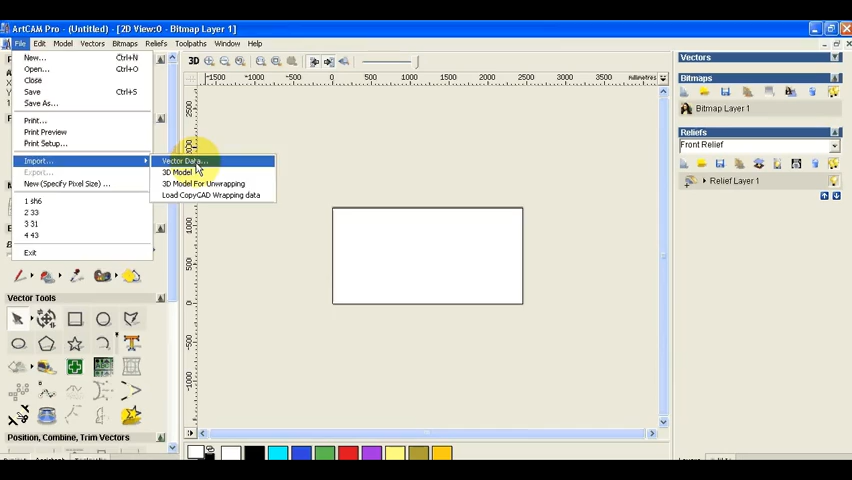 ArtCAM Pro - (Untitled) - [2D View:0 - Bitmap Layer 1]
File Edit Model Vectors Bitmaps Reliefs Toolpaths Window Help
New... Ctrl+N
Open... Ctrl+O
Close
Save Ctrl+S
Save As...
Print...
Print Preview
Print Setup...
Import...
Export...
New (Specify Pixel Size) ...
1 sh6
2 33
3 31
4 43
Exit
Vector Data...
3D Model
3D Model For Unwrapping
Load CopyCAD Wrapping data
3D
-1500 -1000 -500 0 500 1000 1500 2000 2500 millimetres
2500
1000
500
0
-500
-1000
Vector Tools
Position, Combine, Trim Vectors
Vectors
Bitmaps
Bitmap Layer 1
Reliefs
Front Relief
Relief Layer 1